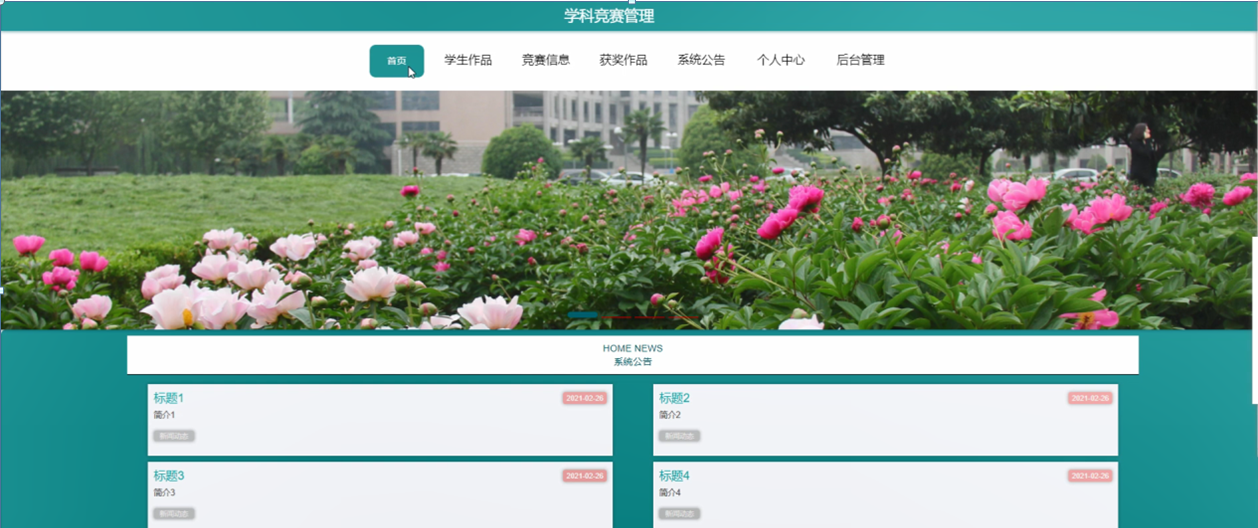 学科竞赛管理
首页 学生作品 竞赛信息 获奖作品 系统公告 个人中心 后台管理
HOME NEWS
系统公告
标题1 2021-02-26
简介1
新闻动态
标题2 2021-02-26
简介2
新闻动态
标题3 2021-02-26
简介3
新闻动态
标题4 2021-02-26
简介4
新闻动态